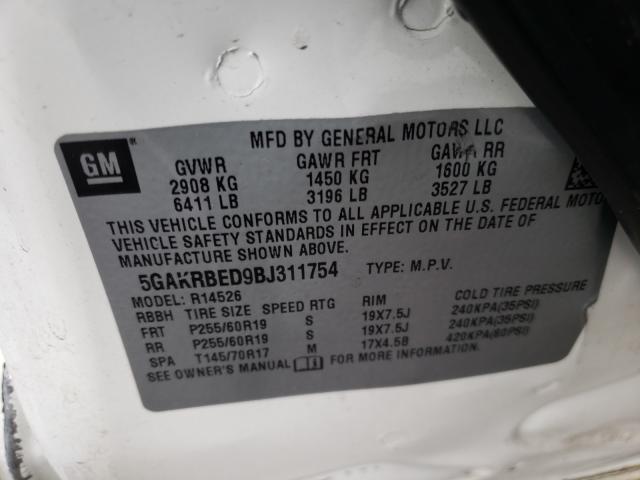 GM
MFD BY GENERAL MOTORS LLC
GVWR GAWR FRT GAWR RR
2908 KG 1450 KG 1600 KG
6411 LB 3196 LB 3527 LB
THIS VEHICLE CONFORMS TO ALL APPLICABLE U.S. FEDERAL MOTO
VEHICLE SAFETY STANDARDS IN EFFECT ON THE DATE OF
MANUFACTURE SHOWN ABOVE.
5GAKRBED9BJ311754 TYPE: M.P.V.
MODEL: R14526
RBBH TIRE SIZE SPEED RTG RIM COLD TIRE PRESSURE
FRT P255/60R19 S 19X7.5J 240KPA(35PSI)
RR P255/60R19 S 19X7.5J 240KPA(35PSI)
SPA T145/70R17 M 17X4.5B 420KPA(60PSI)
SEE OWNER'S MANUAL FOR MORE INFORMATION.